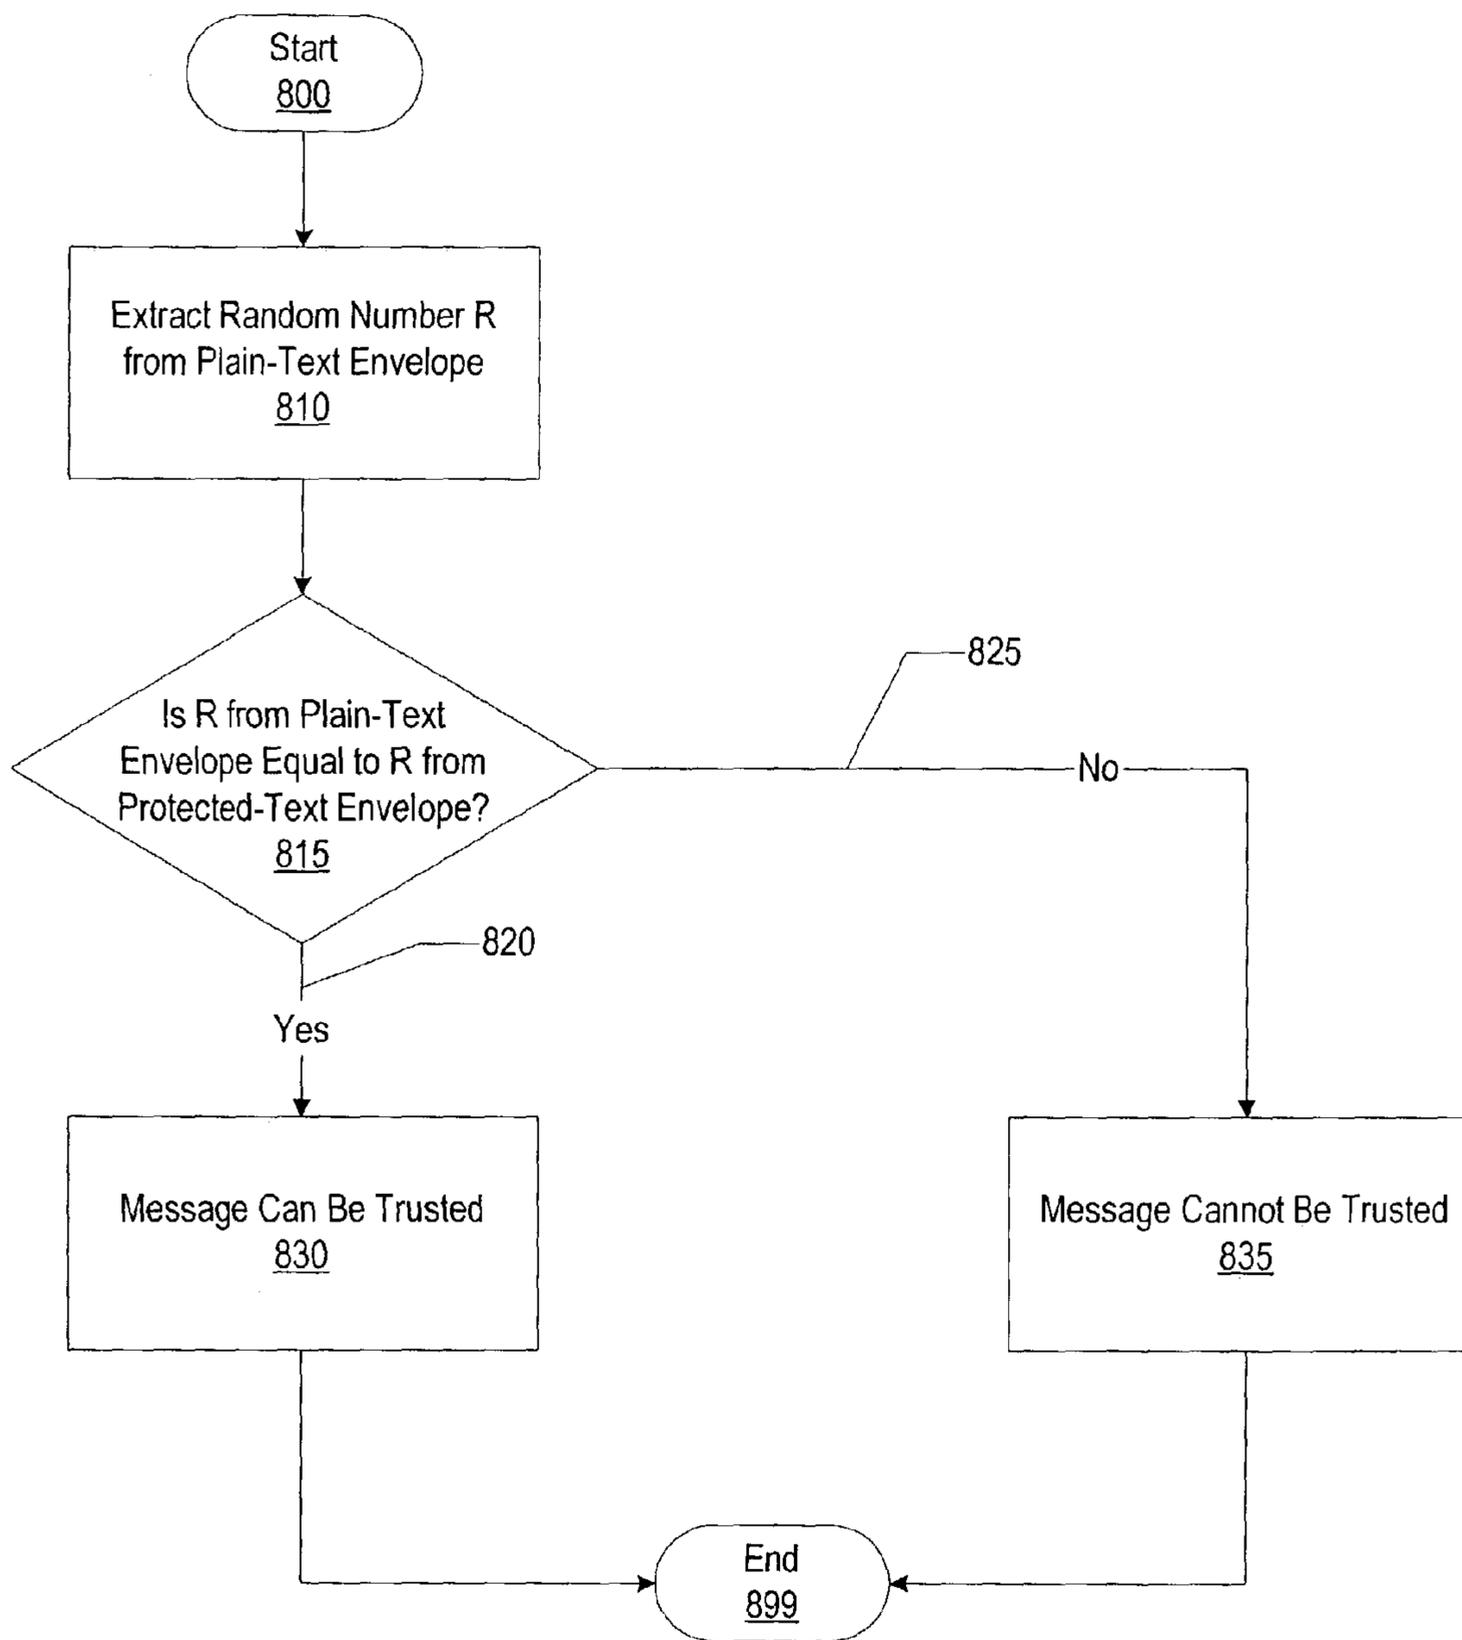 Start
800
Extract Random Number R
from Plain-Text Envelope
810
825
Is R from Plain-Text
Envelope Equal to R from
Protected-Text Envelope?
815
No
820
Yes
Message Can Be Trusted
830
Message Cannot Be Trusted
835
End
899